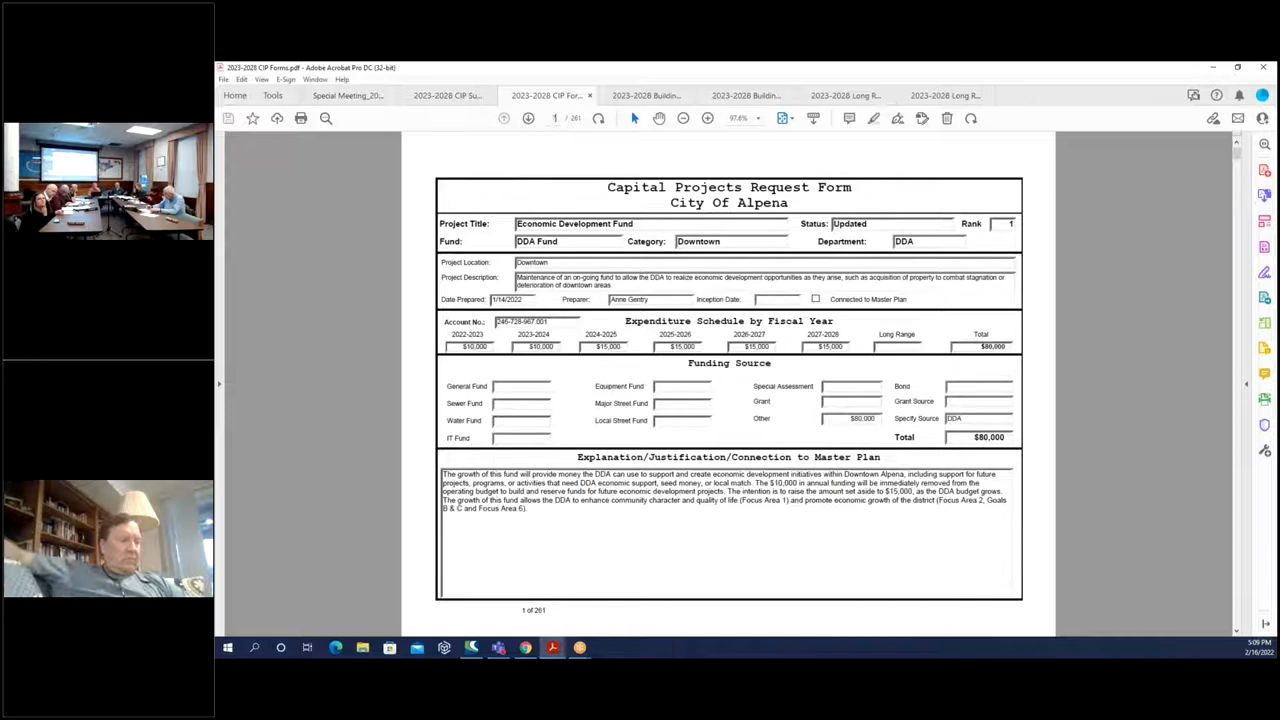 2023-2028 CIP Forms.pdf - Adobe Acrobat Pro DC (32-bit)
File Edit View E-Sign Window Help
Home Tools Special Meeting_20... 2023-2028 CIP Su... 2023-2028 CIP For... × 2023-2028 Buildin... 2023-2028 Buildin... 2023-2028 Long R... 2023-2028 Long R...
1 / 261 97.6%
Capital Projects Request Form
City Of Alpena
Project Title: Economic Development Fund Status: Updated Rank 1
Fund: DDA Fund Category: Downtown Department: DDA
Project Location: Downtown
Project Description: Maintenance of an on-going fund to allow the DDA to realize economic development opportunities as they arise, such as acquisition of property to combat stagnation or
deterioration of downtown areas
Date Prepared: 1/14/2022 Preparer: Anne Gentry Inception Date: Connected to Master Plan
Account No.: 246-728-967.001 Expenditure Schedule by Fiscal Year
2022-2023 2023-2024 2024-2025 2025-2026 2026-2027 2027-2028 Long Range Total
$10,000 $10,000 $15,000 $15,000 $15,000 $15,000 $80,000
Funding Source
General Fund Equipment Fund Special Assessment Bond
Sewer Fund Major Street Fund Grant Grant Source
Water Fund Local Street Fund Other $80,000 Specify Source DDA
IT Fund Total $80,000
Explanation/Justification/Connection to Master Plan
The growth of this fund will provide money the DDA can use to support and create economic development initiatives within Downtown Alpena, including support for future
projects, programs, or activities that need DDA economic support, seed money, or local match. The $10,000 in annual funding will be immediately removed from the
operating budget to build and reserve funds for future economic development projects. The intention is to raise the amount set aside to $15,000, as the DDA budget grows.
The growth of this fund allows the DDA to enhance community character and quality of life (Focus Area 1) and promote economic growth of the district (Focus Area 2, Goals
B & C and Focus Area 6).
1 of 261
5:09 PM
2/16/2022